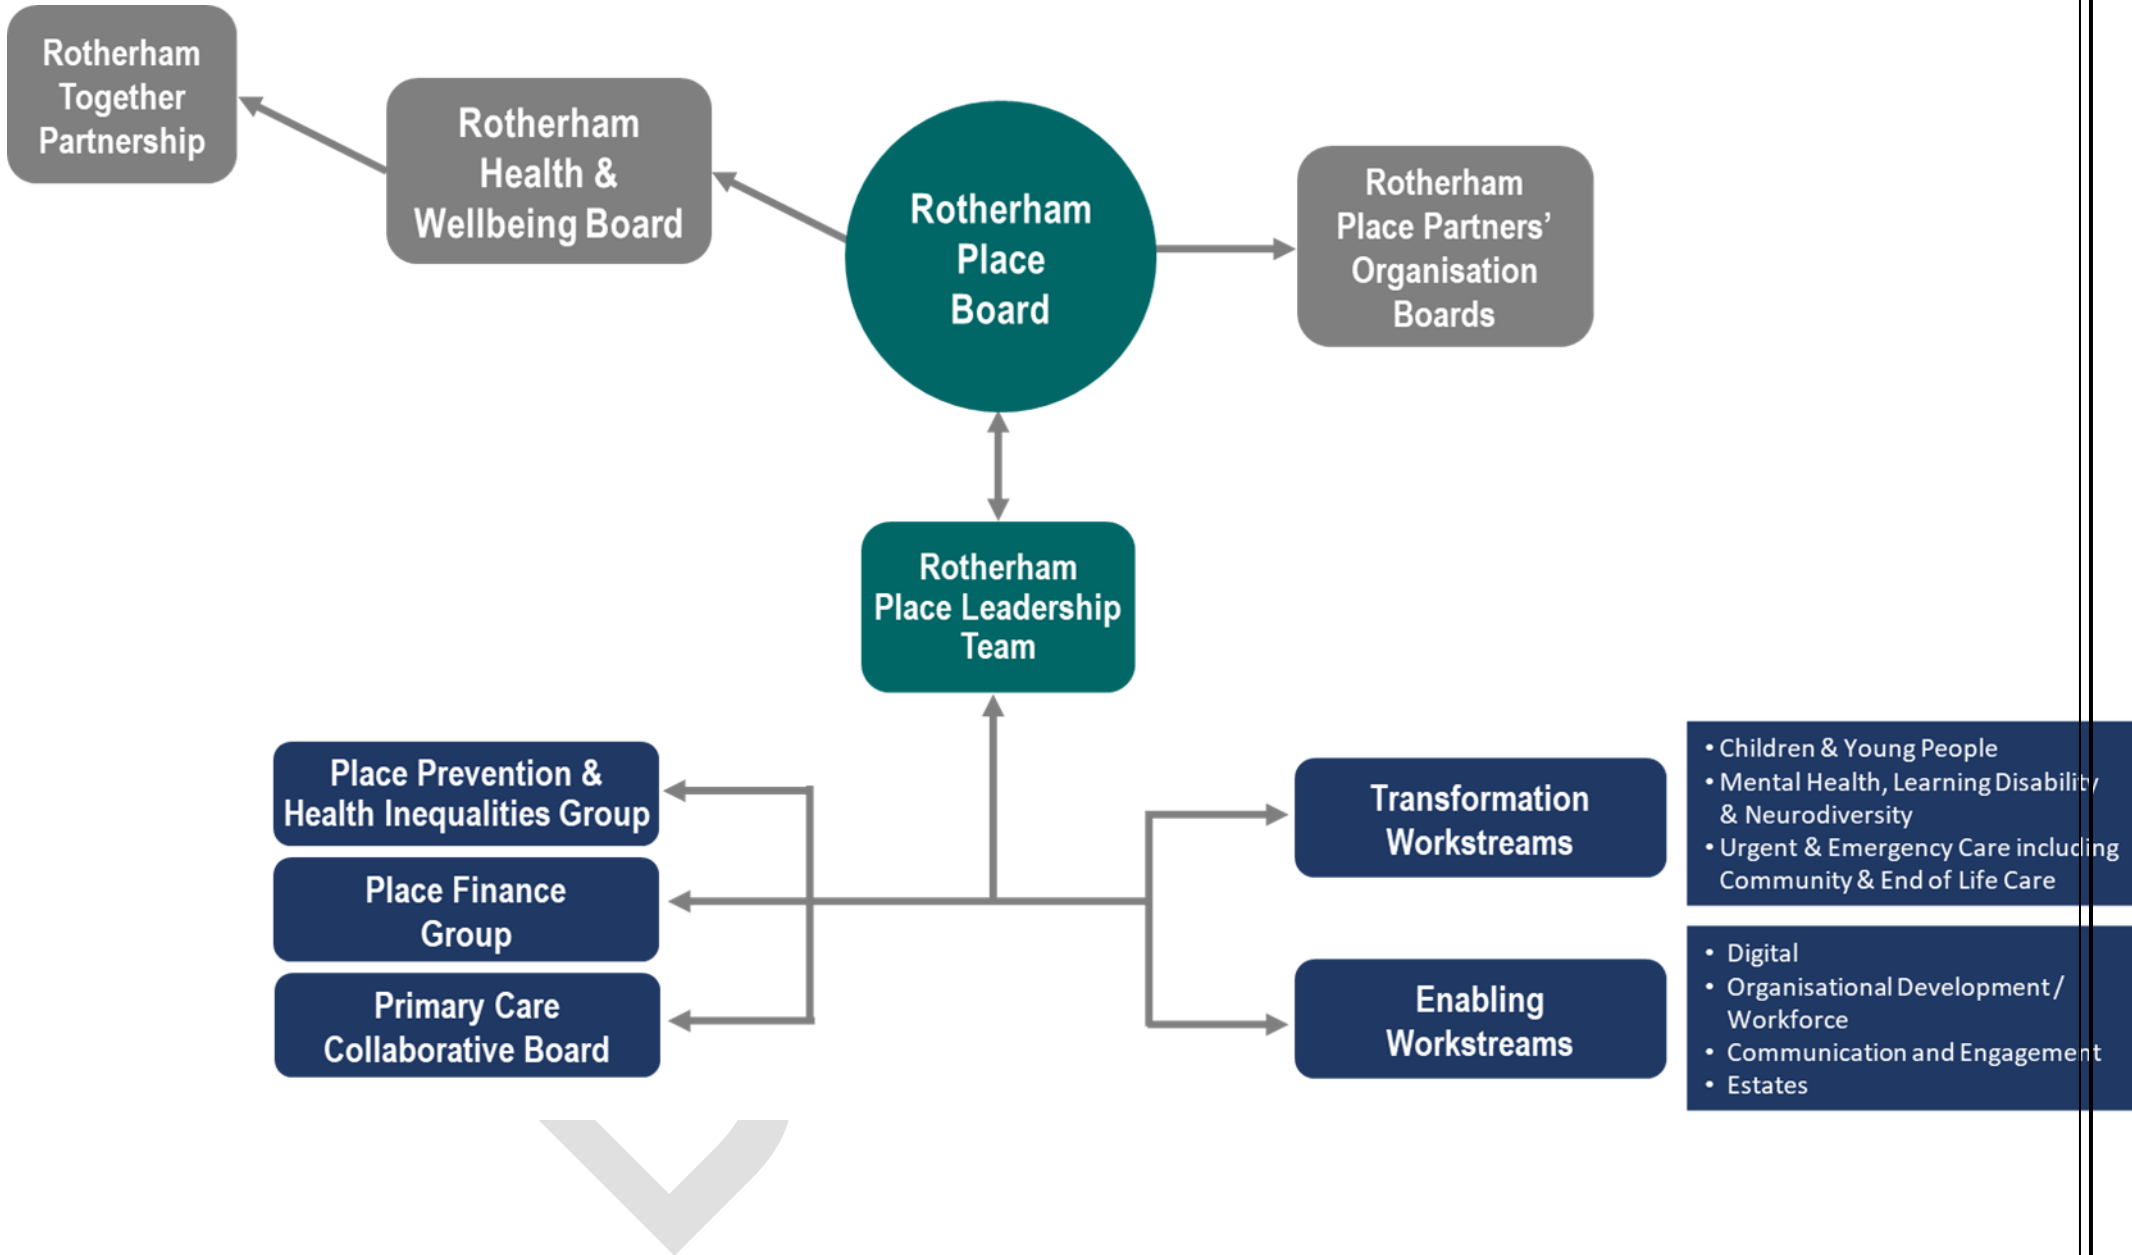 Rotherham
Together
Partnership
Rotherham
Health &
Wellbeing Board
Rotherham
Place
Board
Rotherham
Place Partners’
Organisation
Boards
Rotherham
Place Leadership
Team
Place Prevention &
Health Inequalities Group
Place Finance
Group
Primary Care
Collaborative Board
Transformation
Workstreams
• Children & Young People
• Mental Health, Learning Disability
& Neurodiversity
• Urgent & Emergency Care including
Community & End of Life Care
Enabling
Workstreams
• Digital
• Organisational Development /
Workforce
• Communication and Engagement
• Estates